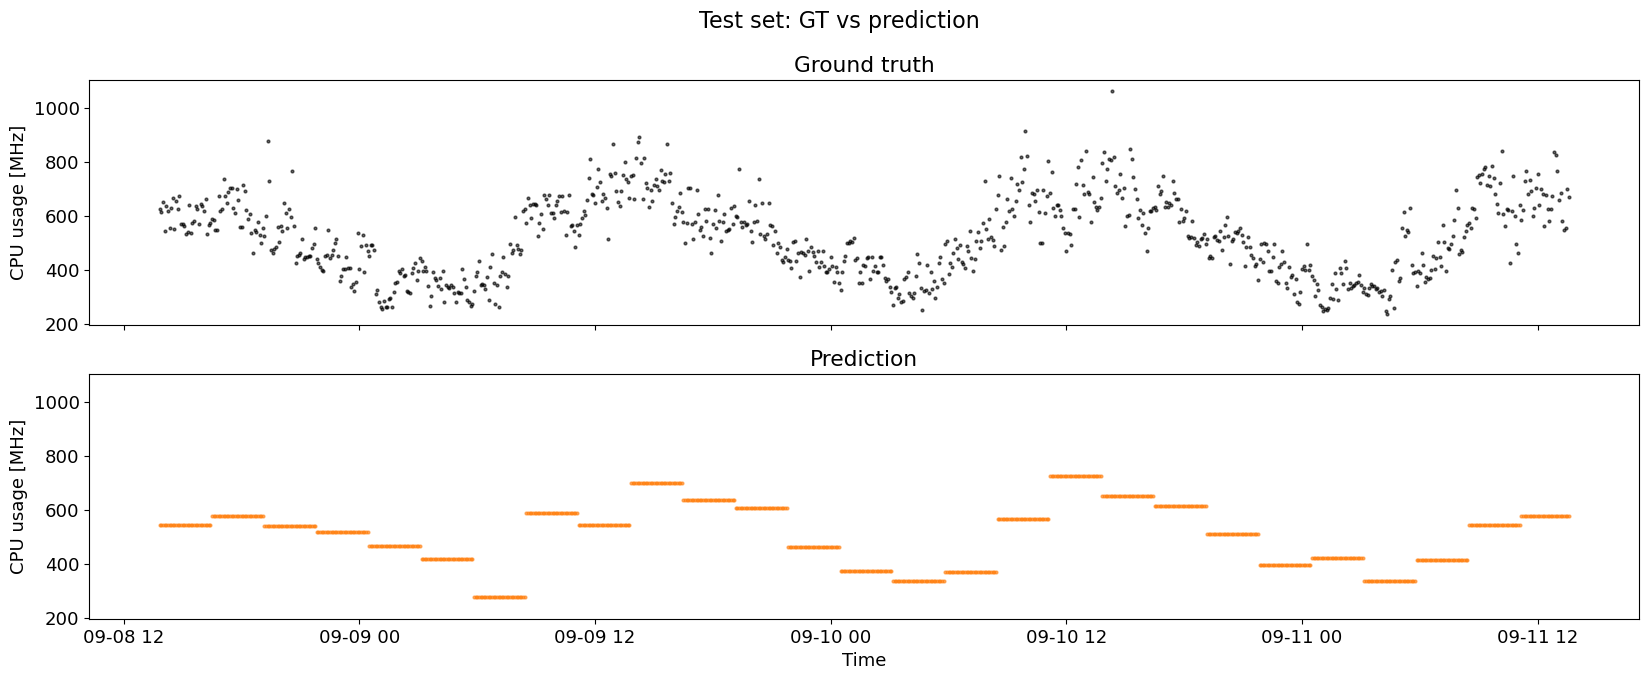 Test set: GT vs prediction
Ground truth
CPU usage [MHz]
1000
800
600
400
200
Prediction
CPU usage [MHz]
1000
800
600
400
200
09-08 12 09-09 00 09-09 12 09-10 00 09-10 12 09-11 00 09-11 12
Time